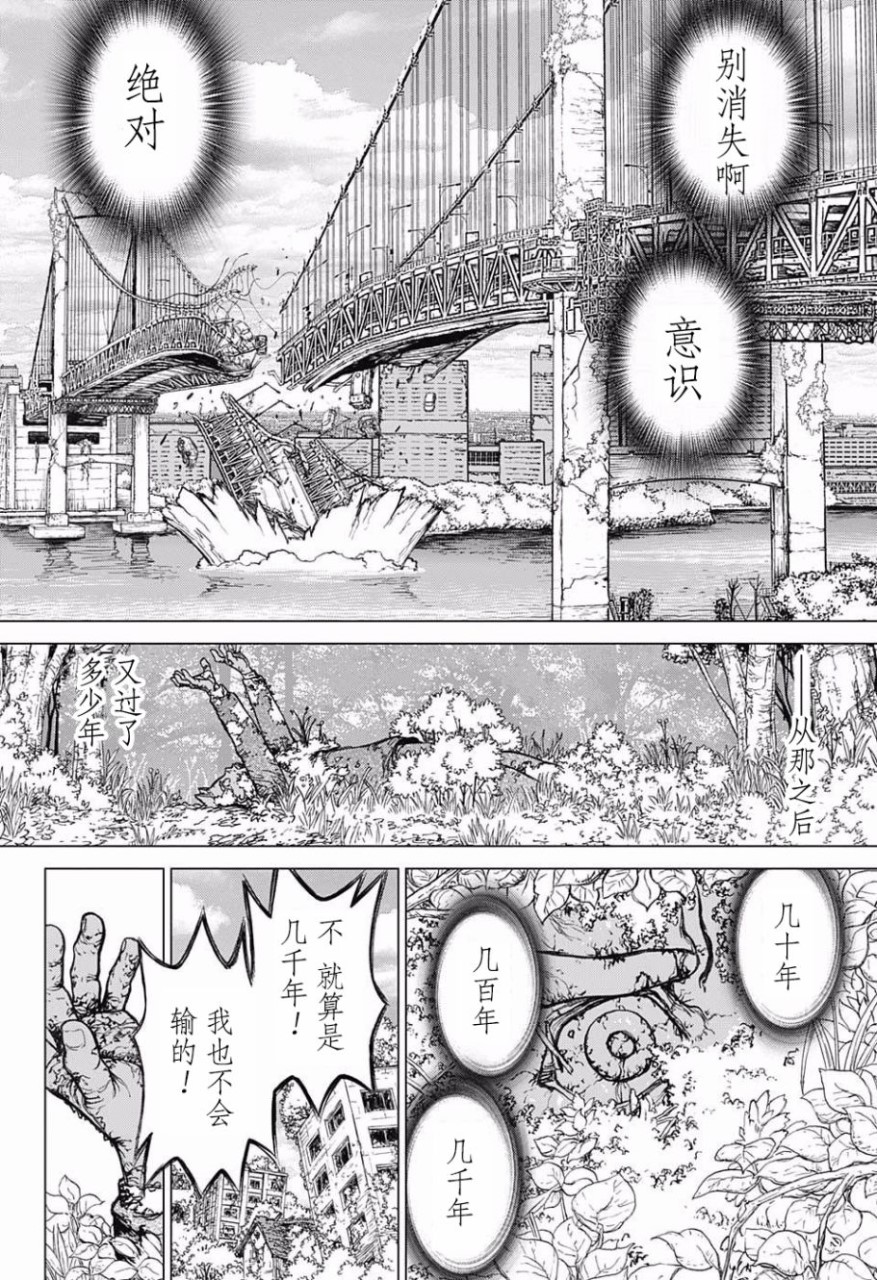 别消失啊
意识
绝对
——从那之后
又过了
多少年
几十年
几百年
几千年
不 就算是
几千年！
我也不会
输的！